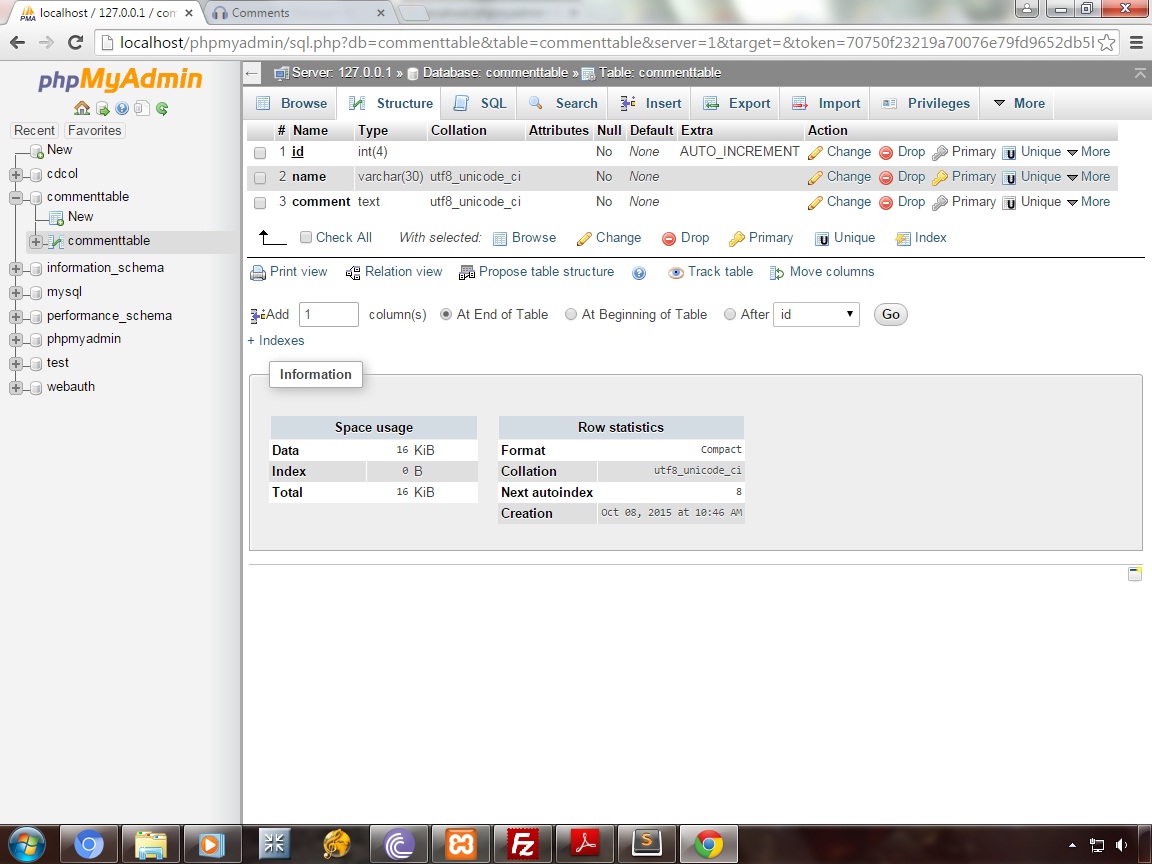 localhost / 127.0.0.1 / com
Comments
localhost/phpmyadmin/sql.php?db=commenttable&table=commenttable&server=1&target=&token=70750f23219a70076e79fd9652db5l
phpMyAdmin
Recent Favorites
New
cdcol
commenttable
New
commenttable
information_schema
mysql
performance_schema
phpmyadmin
test
webauth
Server: 127.0.0.1 » Database: commenttable » Table: commenttable
Browse Structure SQL Search Insert Export Import Privileges More
# Name Type Collation Attributes Null Default Extra Action
1 id int(4) No None AUTO_INCREMENT Change Drop Primary Unique More
2 name varchar(30) utf8_unicode_ci No None Change Drop Primary Unique More
3 comment text utf8_unicode_ci No None Change Drop Primary Unique More
Check All With selected: Browse Change Drop Primary Unique Index
Print view Relation view Propose table structure Track table Move columns
Add 1 column(s) At End of Table At Beginning of Table After id Go
+ Indexes
Information
Space usage
Data 16 KiB
Index 0 B
Total 16 KiB
Row statistics
Format Compact
Collation utf8_unicode_ci
Next autoindex 8
Creation Oct 08, 2015 at 10:46 AM